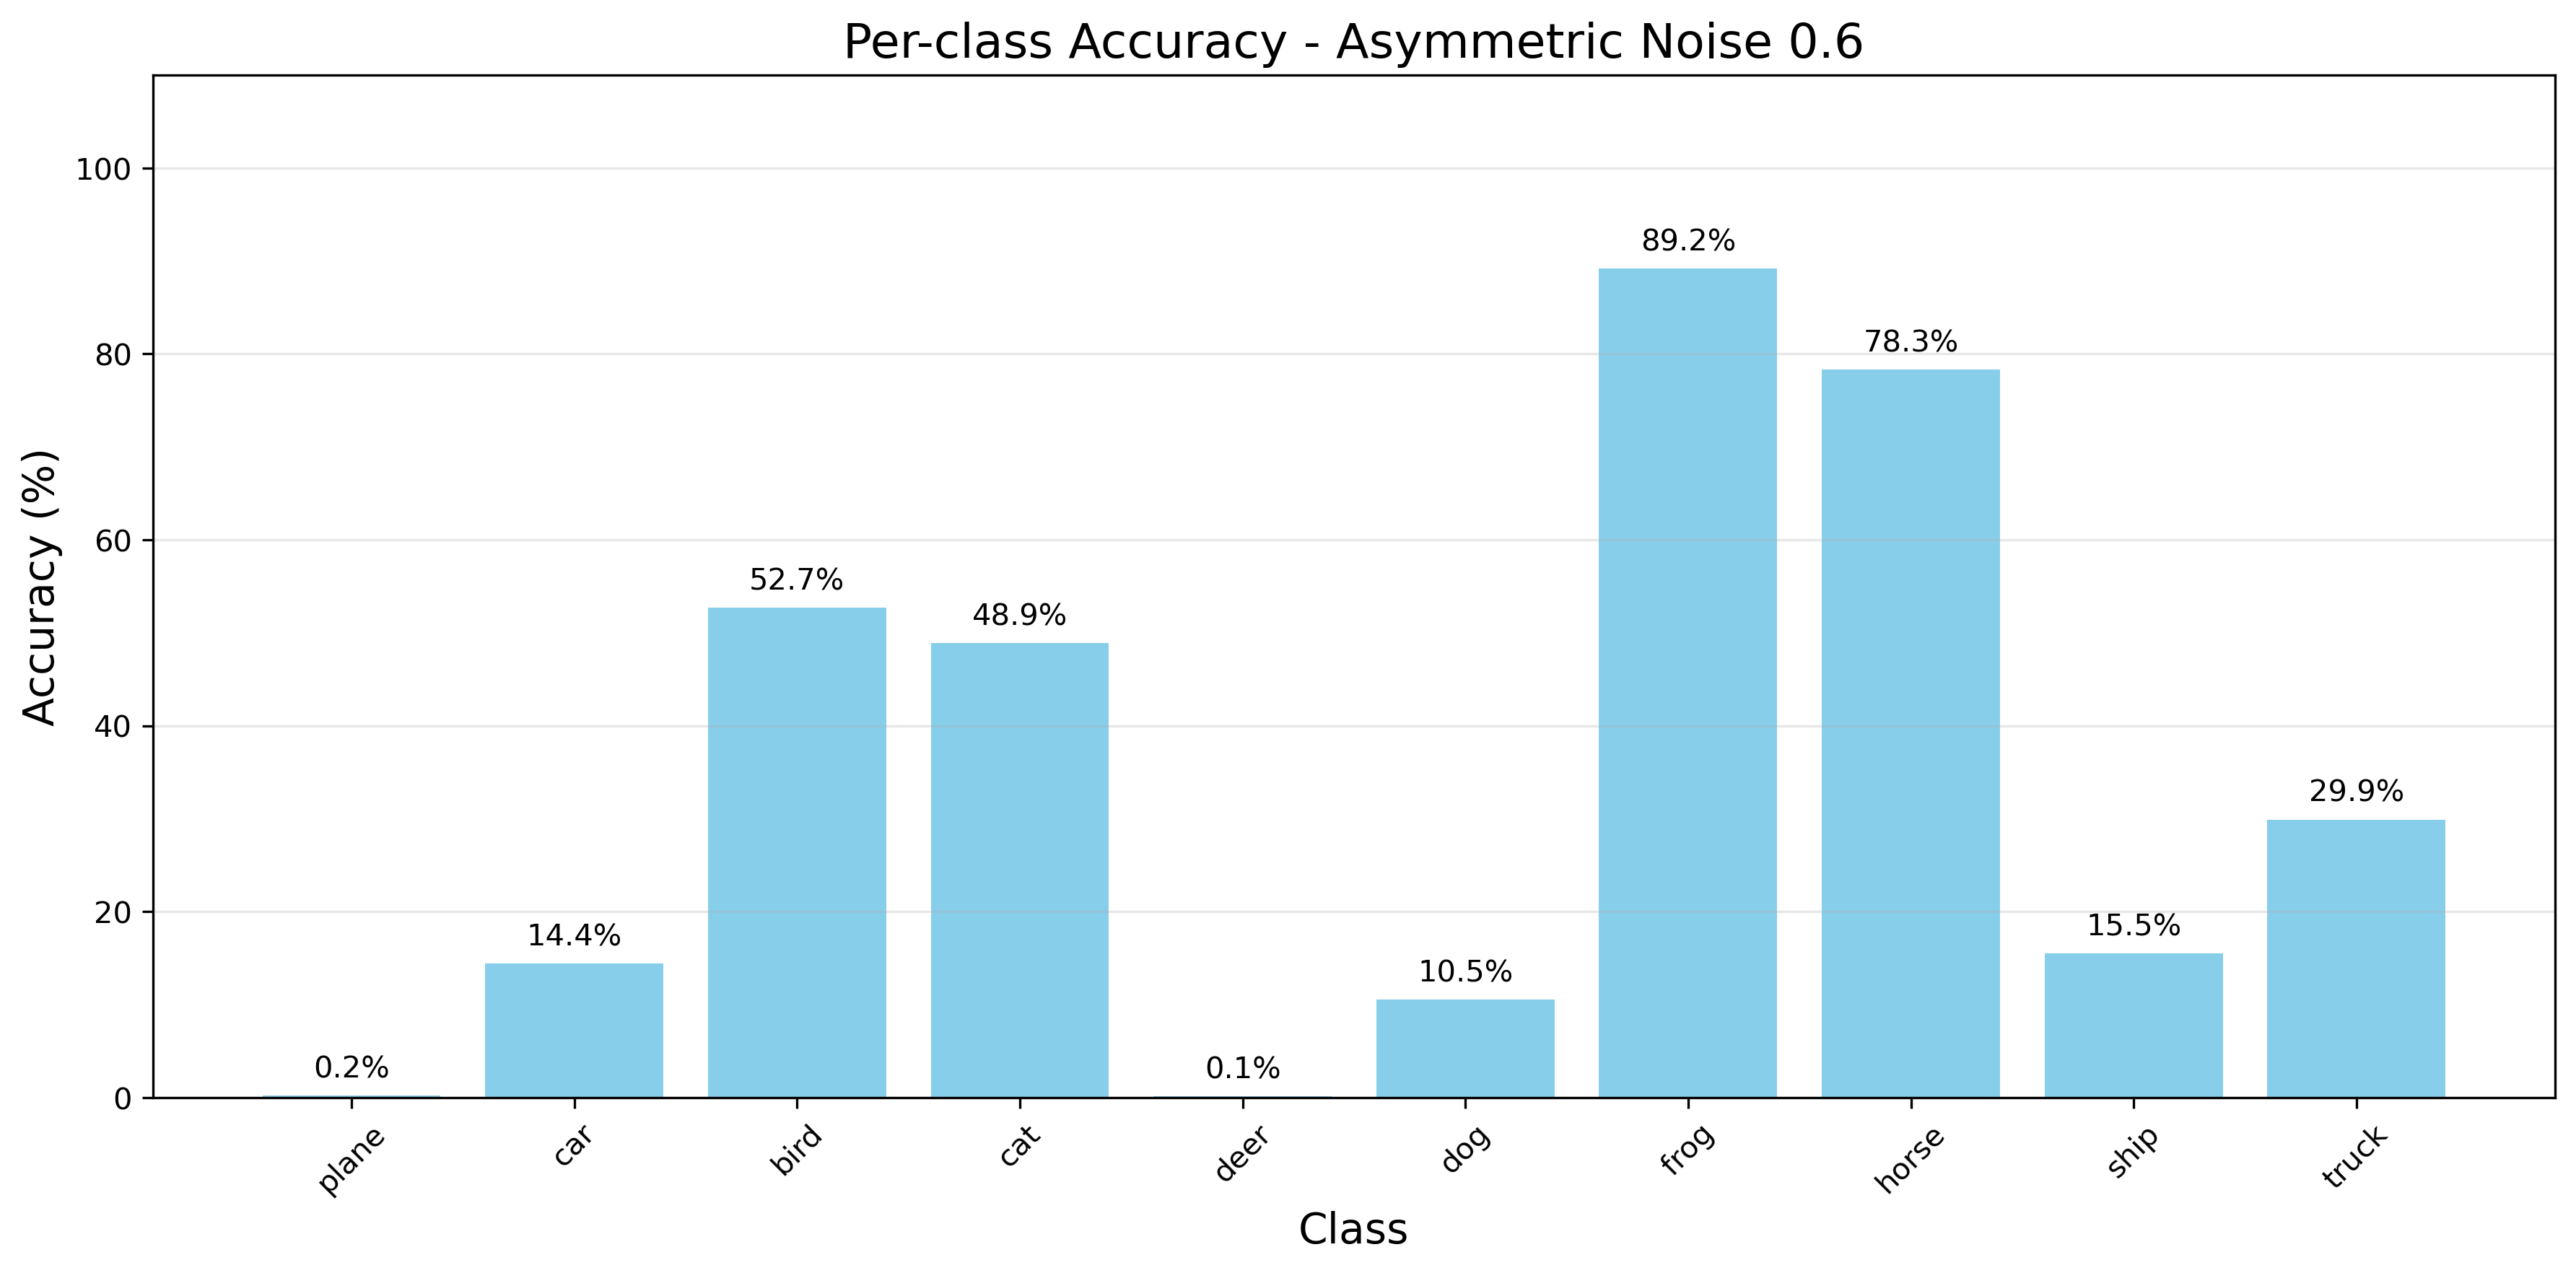 Per-class Accuracy - Asymmetric Noise 0.6
Accuracy (%)
100
80
60
40
20
0
0.2%
14.4%
52.7%
48.9%
0.1%
10.5%
89.2%
78.3%
15.5%
29.9%
plane
car
bird
cat
deer
dog
frog
horse
ship
truck
Class